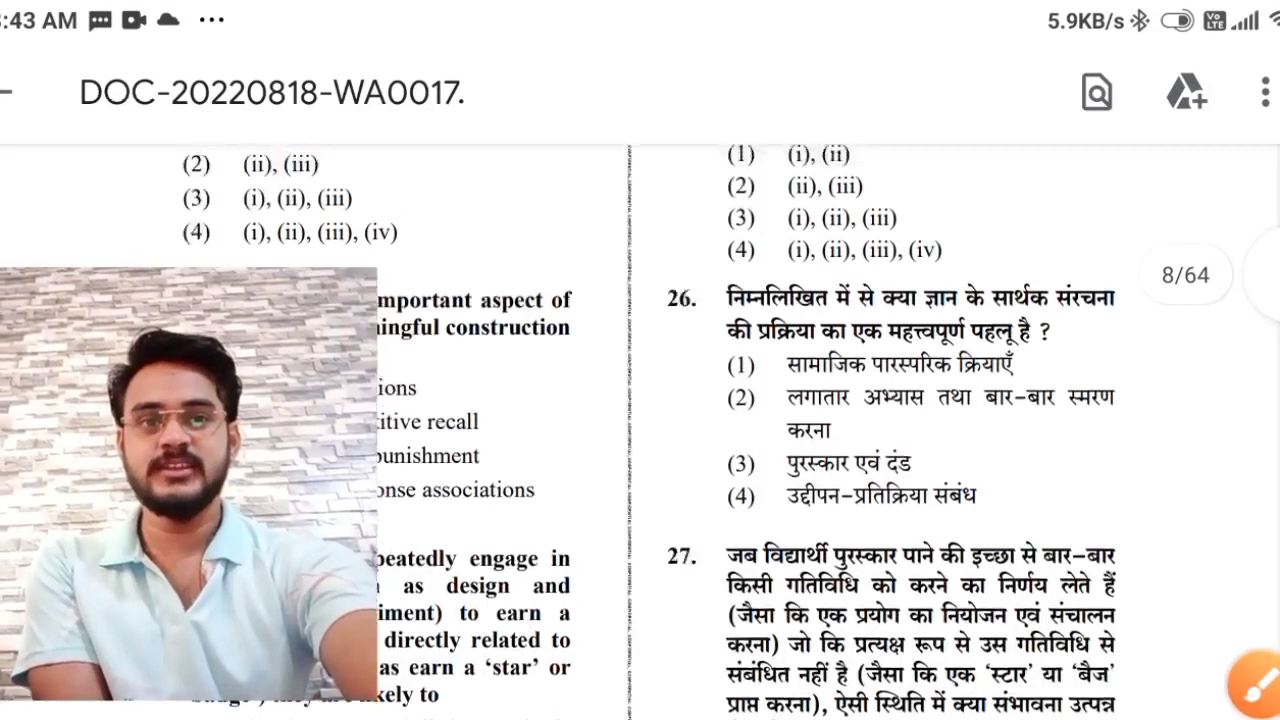 :43 AM ...
5.9KB/s VO LTE
DOC-20220818-WA0017.
(2) (ii), (iii)
(3) (i), (ii), (iii)
(4) (i), (ii), (iii), (iv)
mportant aspect of
ingful construction
ions
itive recall
punishment
onse associations
peatedly engage in
as design and
iment) to earn a
directly related to
as earn a ‘star’ or
kely to
(1) (i), (ii)
(2) (ii), (iii)
(3) (i), (ii), (iii)
(4) (i), (ii), (iii), (iv)
8/64
26. निम्नलिखित में से क्या ज्ञान के सार्थक संरचना
की प्रक्रिया का एक महत्त्वपूर्ण पहलू है ?
(1) सामाजिक पारस्परिक क्रियाएँ
(2) लगातार अभ्यास तथा बार-बार स्मरण
करना
(3) पुरस्कार एवं दंड
(4) उद्दीपन-प्रतिक्रिया संबंध
27. जब विद्यार्थी पुरस्कार पाने की इच्छा से बार-बार
किसी गतिविधि को करने का निर्णय लेते हैं
(जैसा कि एक प्रयोग का नियोजन एवं संचालन
करना) जो कि प्रत्यक्ष रूप से उस गतिविधि से
संबंधित नहीं है (जैसा कि एक ‘स्टार’ या ‘बैज’
प्राप्त करना), ऐसी स्थिति में क्या संभावना उत्पन्न